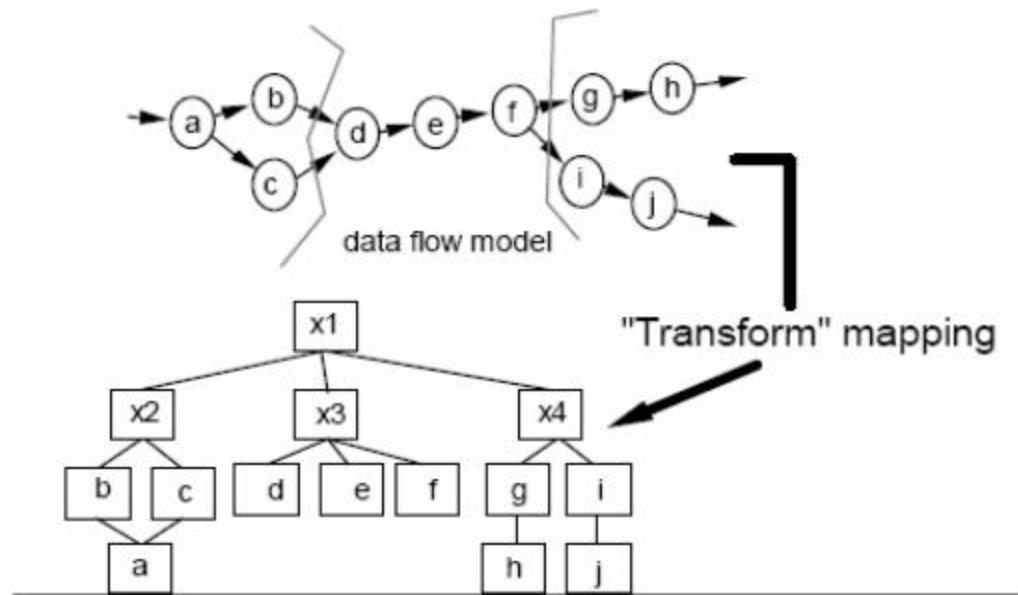 a
b
c
d
e
f
g
h
i
j
data flow model
"Transform" mapping
x1
x2
x3
x4
b
c
d
e
f
g
i
a
h
j